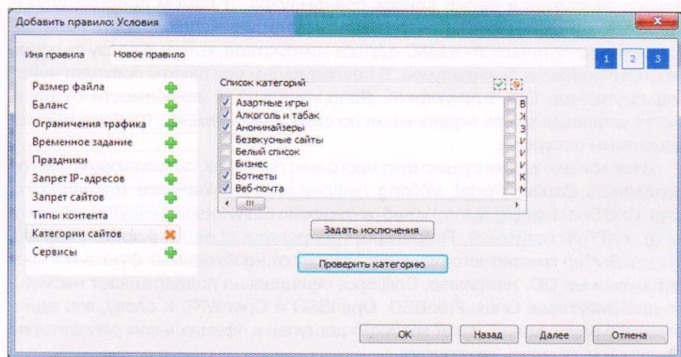 Добавить правило: Условия
Имя правила Новое правило 1 2 3
Размер файла
Баланс
Ограничения трафика
Временное задание
Праздники
Запрет IP-адресов
Запрет сайтов
Типы контента
Категории сайтов
Сервисы
Список категорий
Азартные игры
Алкоголь и табак
Анонимайзеры
Безвкусные сайты
Белый список
Бизнес
Ботнеты
Веб-почта
Задать исключения
Проверить категорию
ОК Назад Далее Отмена